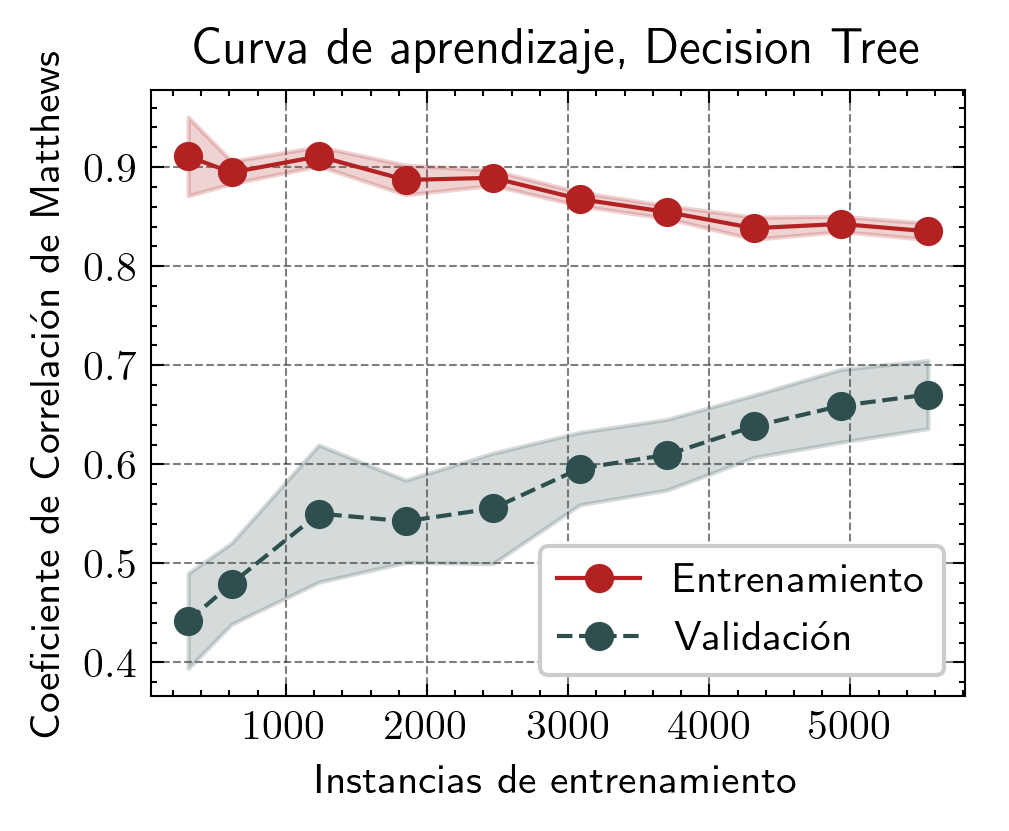 Curva de aprendizaje, Decision Tree
Coeficiente de Correlación de Matthews
0.9
0.8
0.7
0.6
0.5
0.4
Entrenamiento
Validación
1000 2000 3000 4000 5000
Instancias de entrenamiento